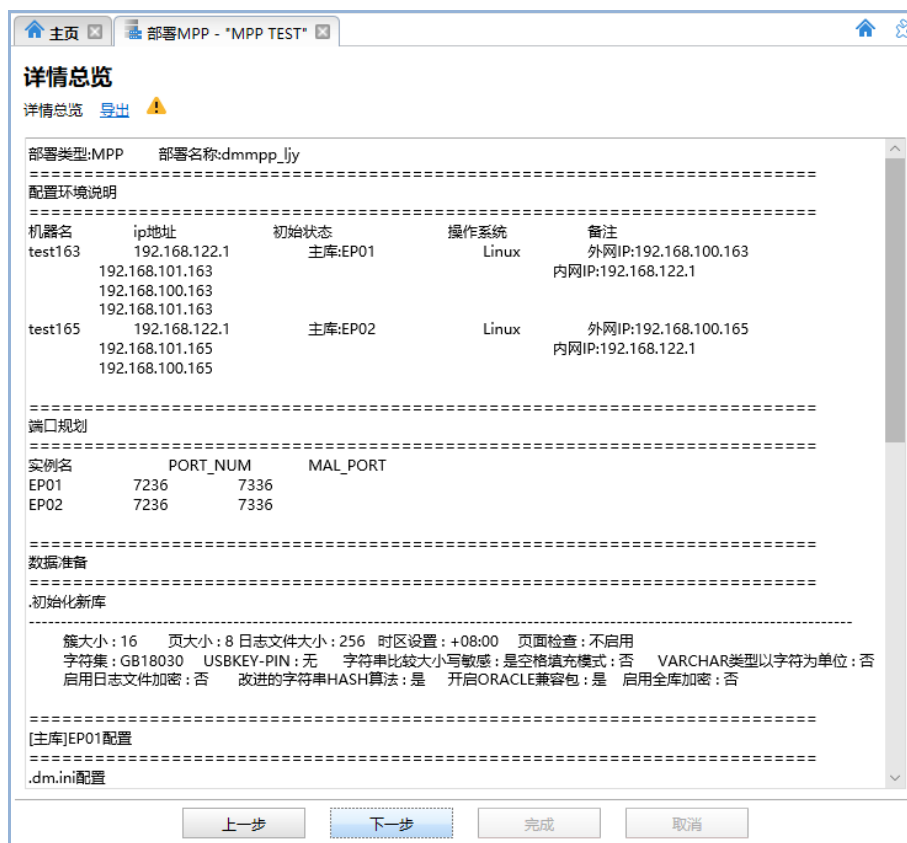 主页 部署MPP - "MPP TEST"
详情总览
详情总览 导出
部署类型:MPP 部署名称:dmmpp_ljy
========================================================================
配置环境说明
========================================================================
机器名 ip地址 初始状态 操作系统 备注
test163 192.168.122.1 主库:EP01 Linux 外网IP:192.168.100.163
192.168.101.163 内网IP:192.168.122.1
192.168.100.163
192.168.101.163
test165 192.168.122.1 主库:EP02 Linux 外网IP:192.168.100.165
192.168.101.165 内网IP:192.168.122.1
192.168.100.165
========================================================================
端口规划
========================================================================
实例名 PORT_NUM MAL_PORT
EP01 7236 7336
EP02 7236 7336
========================================================================
数据准备
========================================================================
.初始化新库
------------------------------------------------------------------------
簇大小 : 16 页大小 : 8 日志文件大小 : 256 时区设置 : +08:00 页面检查 : 不启用
字符集 : GB18030 USBKEY-PIN : 无 字符串比较大小写敏感 : 是空格填充模式 : 否 VARCHAR类型以字符为单位 : 否
启用日志文件加密 : 否 改进的字符串HASH算法 : 是 开启ORACLE兼容包 : 是 启用全库加密 : 否
========================================================================
[主库]EP01配置
========================================================================
.dm.ini配置
上一步 下一步 完成 取消